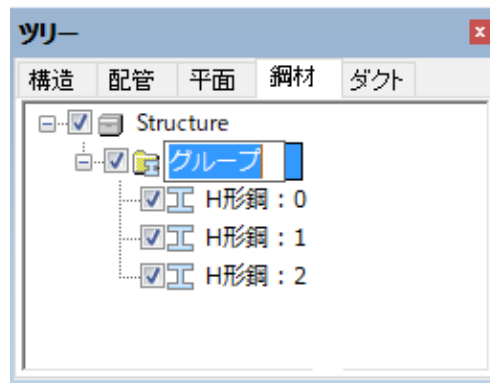 ツリー
構造 配管 平面 鋼材 ダクト
Structure
グループ
H形鋼：0
H形鋼：1
H形鋼：2